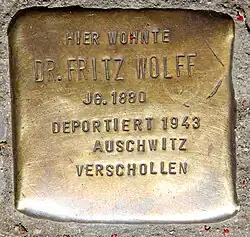 HIER WOHNTE
DR. FRITZ WOLFF
JG. 1880
DEPORTIERT 1943
AUSCHWITZ
VERSCHOLLEN